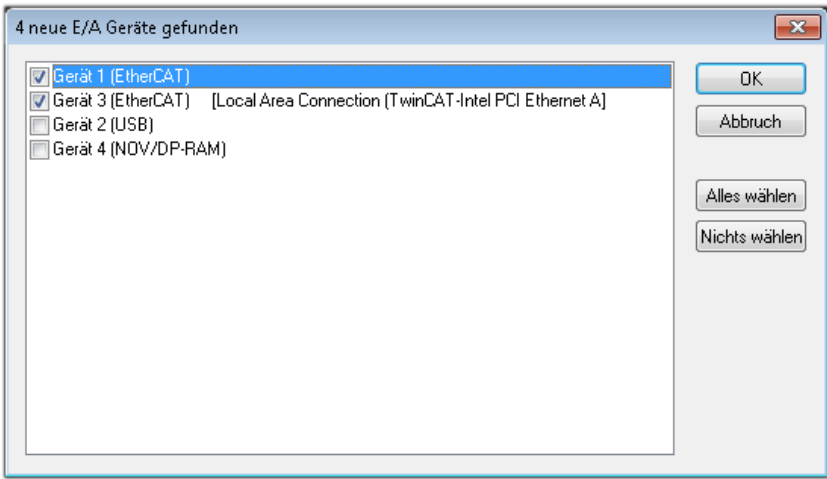 4 neue E/A Geräte gefunden
Gerät 1 (EtherCAT)
Gerät 3 (EtherCAT) [Local Area Connection (TwinCAT-Intel PCI Ethernet A]
Gerät 2 (USB)
Gerät 4 (NOV/DP-RAM)
OK
Abbruch
Alles wählen
Nichts wählen